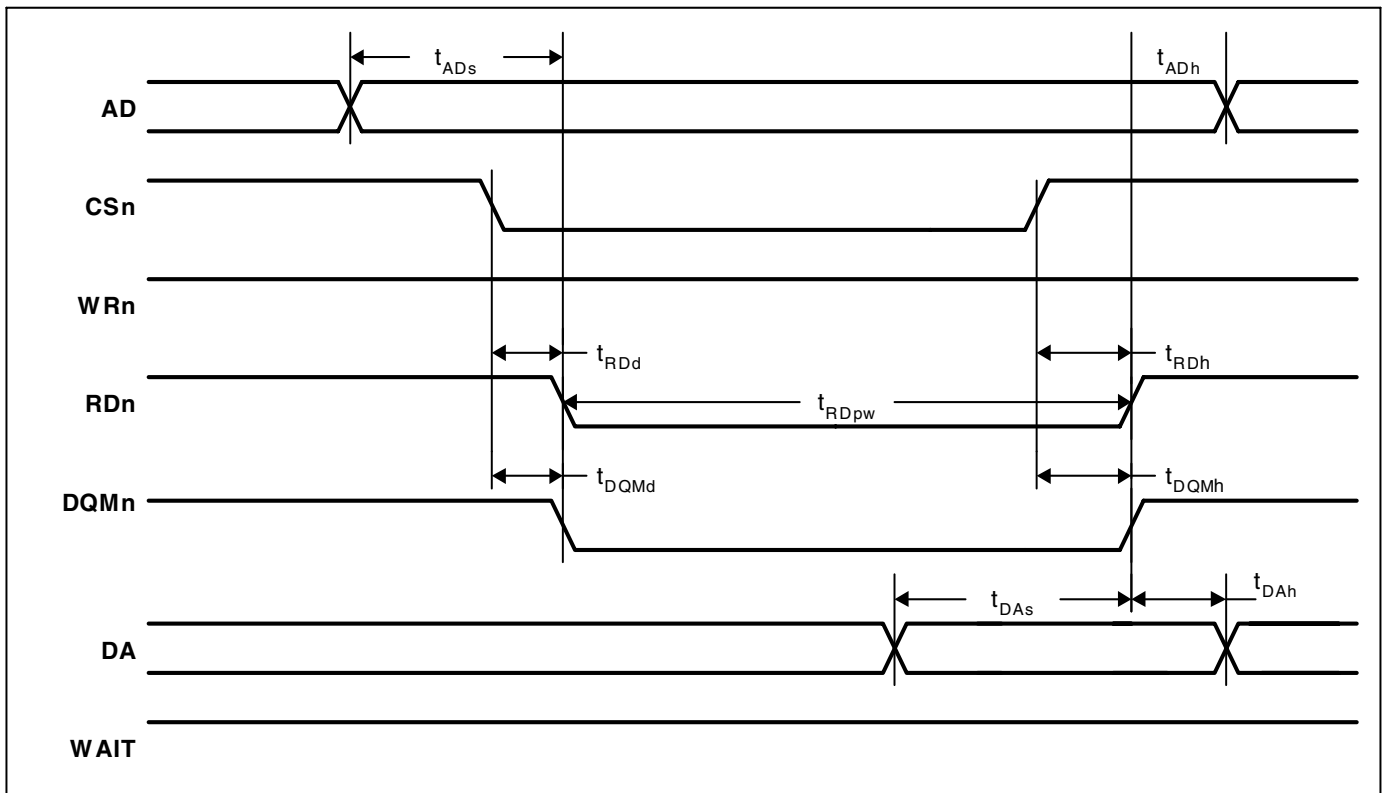 tADs
tADh
AD
CSn
WRn
tRDd
tRDh
RDn
tRDpw
tDQMd
tDQMh
DQMn
tDAs
tDAh
DA
WAIT